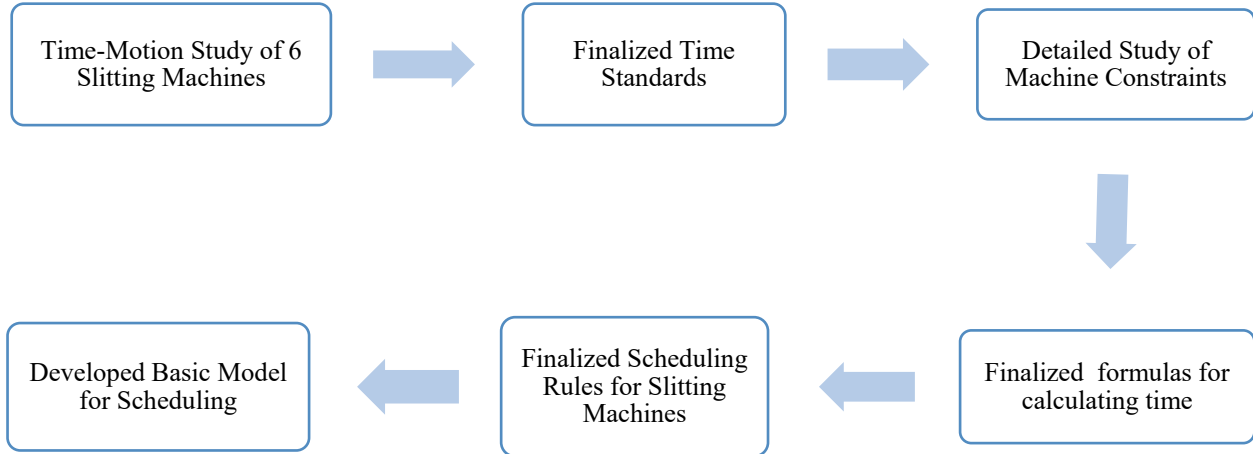 Time-Motion Study of 6
Slitting Machines
Finalized Time
Standards
Detailed Study of
Machine Constraints
Finalized  formulas for
calculating time
Finalized Scheduling
Rules for Slitting
Machines
Developed Basic Model
for Scheduling